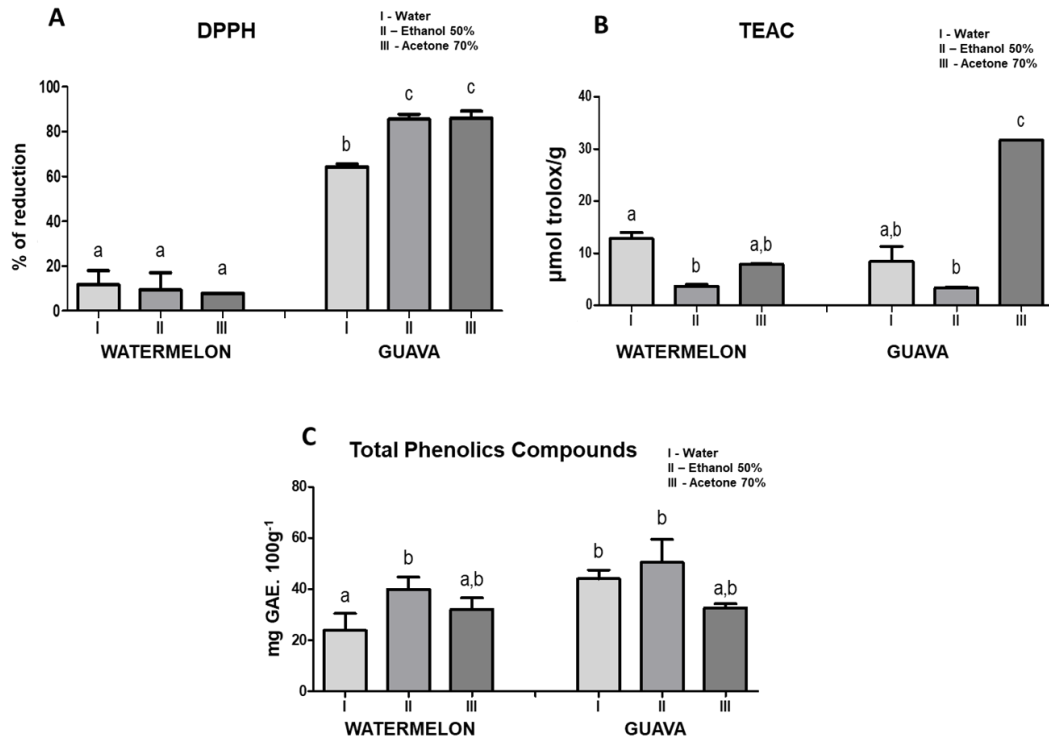 A
DPPH
I - Water
II – Ethanol 50%
III - Acetone 70%
% of reduction
100
80
60
40
20
0
a
a
a
b
c
c
I
II
III
I
II
III
WATERMELON
GUAVA
B
TEAC
I - Water
II – Ethanol 50%
III - Acetone 70%
µmol trolox/g
40
30
20
10
0
a
b
a,b
a,b
b
c
I
II
III
I
II
III
WATERMELON
GUAVA
C
Total Phenolics Compounds
I - Water
II – Ethanol 50%
III - Acetone 70%
mg GAE. 100g⁻¹
80
60
40
20
0
a
b
a,b
b
b
a,b
I
II
III
I
II
III
WATERMELON
GUAVA